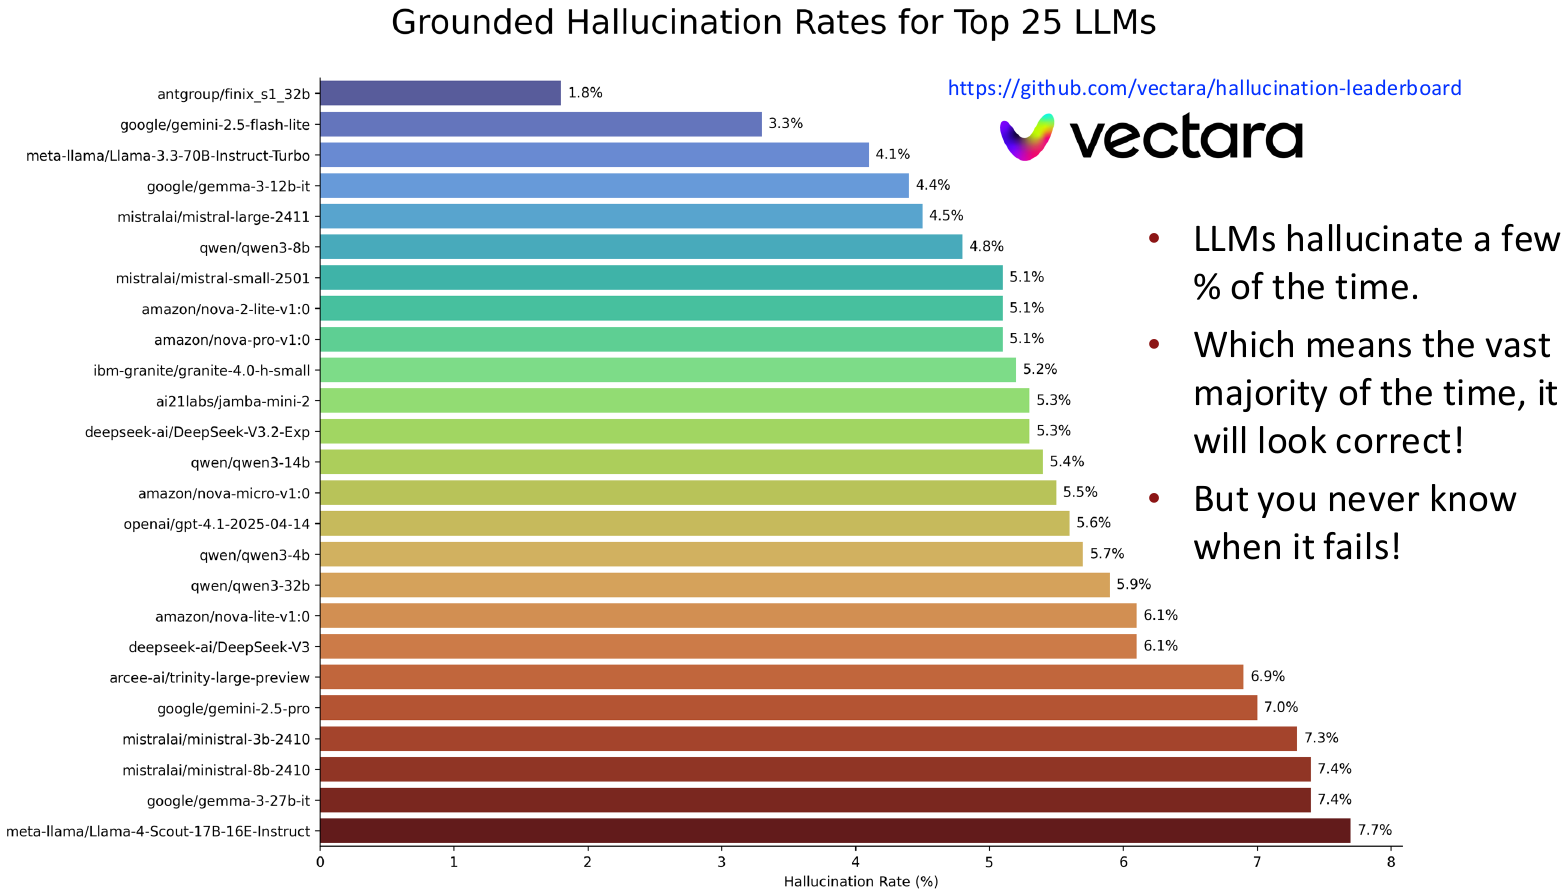 Grounded Hallucination Rates for Top 25 LLMs
https://github.com/vectara/hallucination-leaderboard
vectara
antgroup/finix_s1_32b 1.8%
google/gemini-2.5-flash-lite 3.3%
meta-llama/Llama-3.3-70B-Instruct-Turbo 4.1%
google/gemma-3-12b-it 4.4%
mistralai/mistral-large-2411 4.5%
qwen/qwen3-8b 4.8%
mistralai/mistral-small-2501 5.1%
amazon/nova-2-lite-v1:0 5.1%
amazon/nova-pro-v1:0 5.1%
ibm-granite/granite-4.0-h-small 5.2%
ai21labs/jamba-mini-2 5.3%
deepseek-ai/DeepSeek-V3.2-Exp 5.3%
qwen/qwen3-14b 5.4%
amazon/nova-micro-v1:0 5.5%
openai/gpt-4.1-2025-04-14 5.6%
qwen/qwen3-4b 5.7%
qwen/qwen3-32b 5.9%
amazon/nova-lite-v1:0 6.1%
deepseek-ai/DeepSeek-V3 6.1%
arcee-ai/trinity-large-preview 6.9%
google/gemini-2.5-pro 7.0%
mistralai/ministral-3b-2410 7.3%
mistralai/ministral-8b-2410 7.4%
google/gemma-3-27b-it 7.4%
meta-llama/Llama-4-Scout-17B-16E-Instruct 7.7%
0 1 2 3 4 5 6 7 8
Hallucination Rate (%)
• LLMs hallucinate a few
% of the time.
• Which means the vast
majority of the time, it
will look correct!
• But you never know
when it fails!